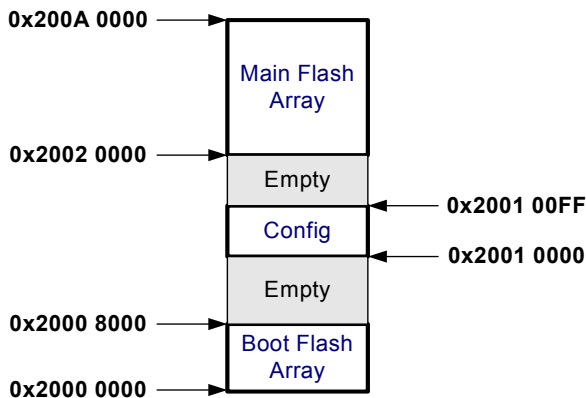 0x200A 0000
Main Flash
Array
0x2002 0000
Empty
0x2001 00FF
Config
0x2001 0000
Empty
0x2000 8000
Boot Flash
Array
0x2000 0000